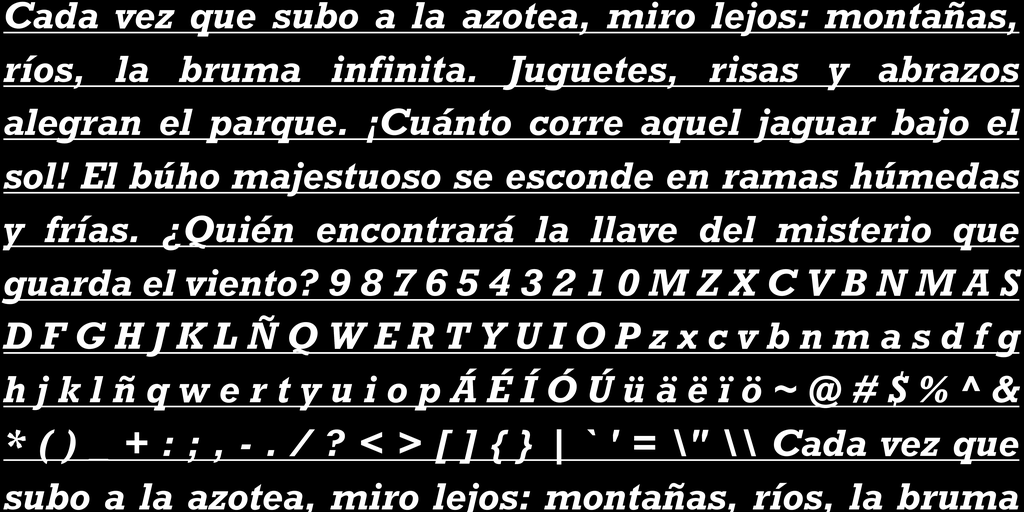 Cada vez que subo a la azotea, miro lejos: montañas,
ríos, la bruma infinita. Juguetes, risas y abrazos
alegran el parque. ¡Cuánto corre aquel jaguar bajo el
sol! El búho majestuoso se esconde en ramas húmedas
y frías. ¿Quién encontrará la llave del misterio que
guarda el viento? 9 8 7 6 5 4 3 2 1 0 M Z X C V B N M A S
D F G H J K L Ñ Q W E R T Y U I O P z x c v b n m a s d f g
h j k l ñ q w e r t y u i o p Á É Í Ó Ú ü ä ë ï ö ~ @ # $ % ^ &
* ( ) _ + : ; , - . / ? < > [ ] { } | ` ' = \" \\ Cada vez que
subo a la azotea, miro lejos: montañas, ríos, la bruma